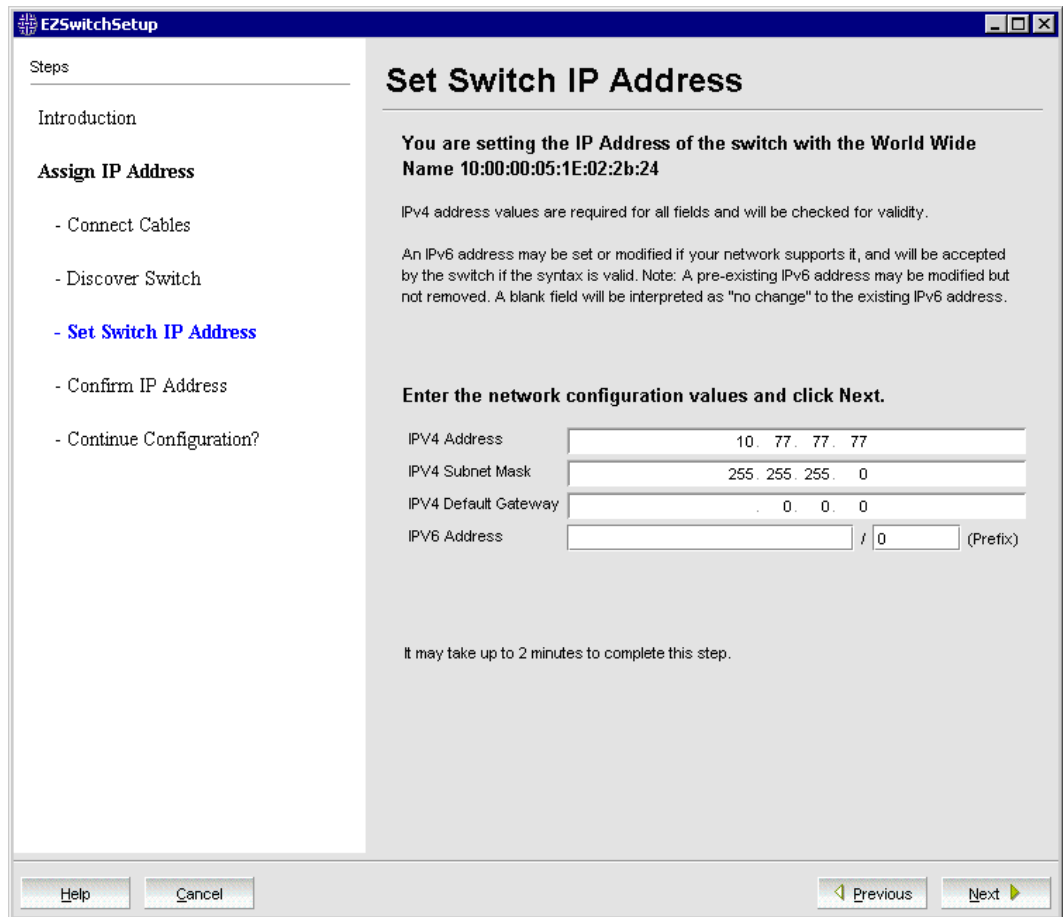 EZSwitchSetup
Steps
Introduction
Assign IP Address
- Connect Cables
- Discover Switch
- Set Switch IP Address
- Confirm IP Address
- Continue Configuration?
Set Switch IP Address
You are setting the IP Address of the switch with the World Wide
Name 10:00:00:05:1E:02:2b:24
IPv4 address values are required for all fields and will be checked for validity.
An IPv6 address may be set or modified if your network supports it, and will be accepted
by the switch if the syntax is valid. Note: A pre-existing IPv6 address may be modified but
not removed. A blank field will be interpreted as "no change" to the existing IPv6 address.
Enter the network configuration values and click Next.
IPV4 Address 10. 77. 77. 77
IPV4 Subnet Mask 255. 255. 255. 0
IPV4 Default Gateway . 0. 0. 0
IPV6 Address / 0 (Prefix)
It may take up to 2 minutes to complete this step.
Help Cancel Previous Next